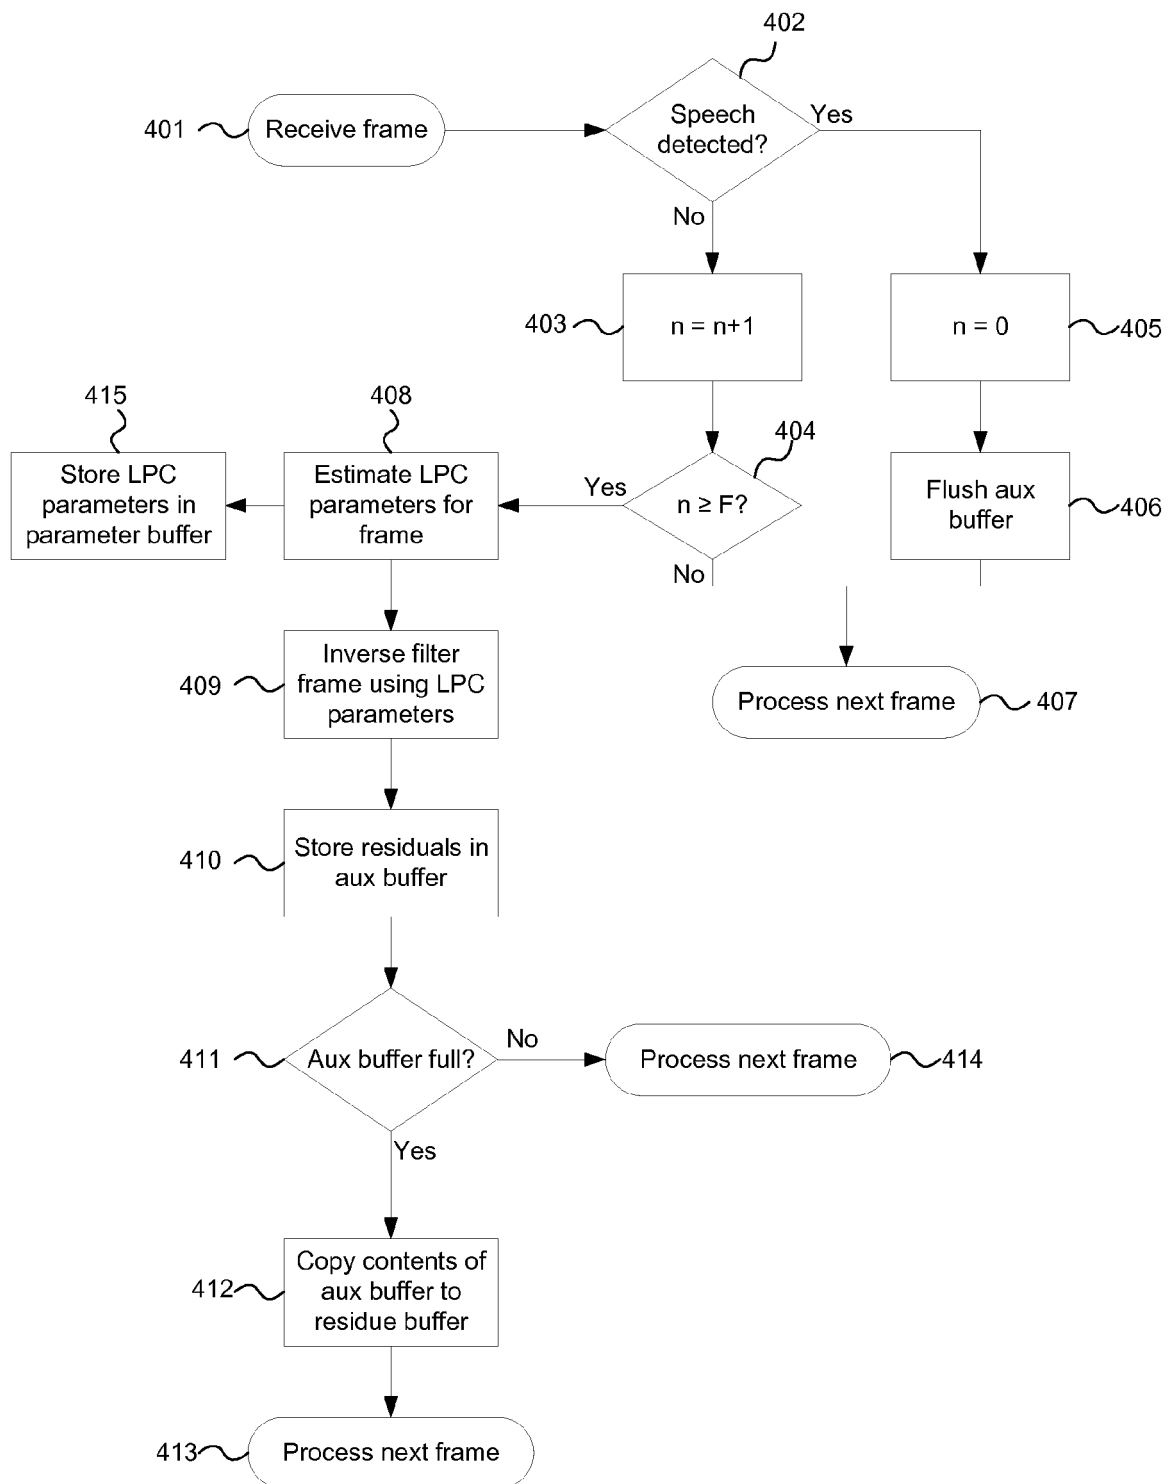 402
401
Receive frame
Speech
detected?
Yes
No
403
n = n+1
n = 0
405
415
408
404
Store LPC
parameters in
parameter buffer
Estimate LPC
parameters for
frame
Yes
n ≥ F?
No
Flush aux
buffer
406
409
Inverse filter
frame using LPC
parameters
Process next frame
407
410
Store residuals in
aux buffer
411
Aux buffer full?
No
Process next frame
414
Yes
412
Copy contents of
aux buffer to
residue buffer
413
Process next frame